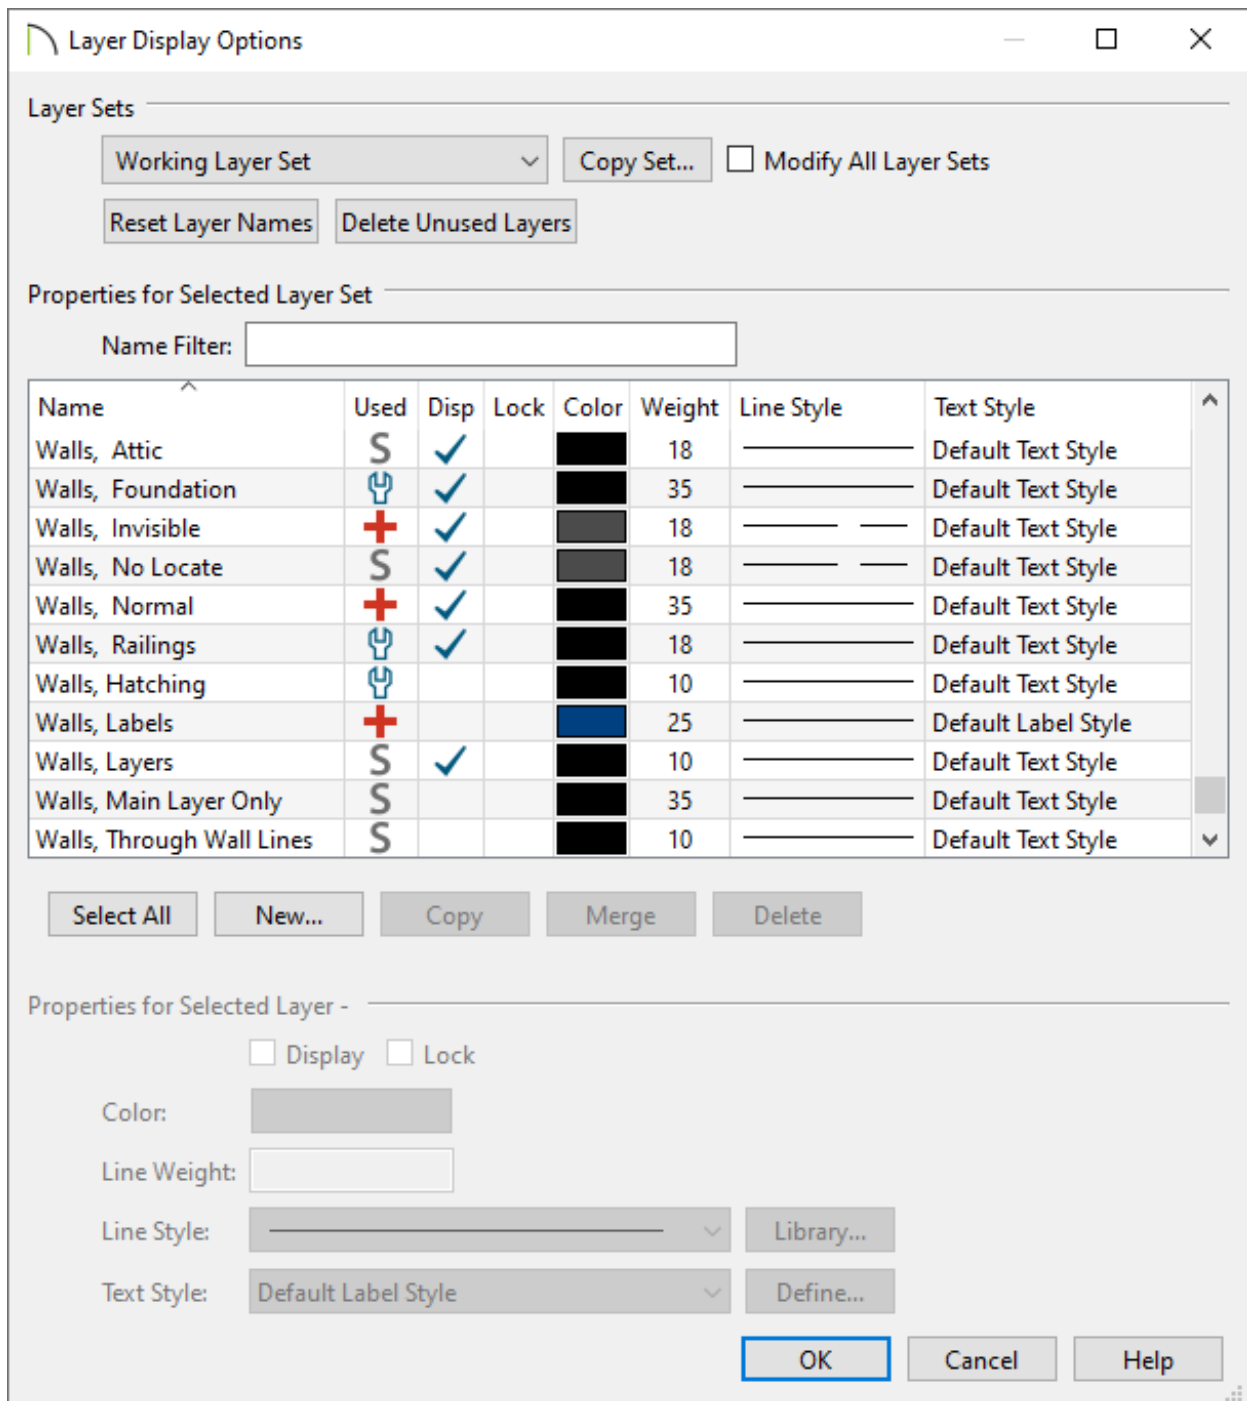 Layer Display Options
Layer Sets
Working Layer Set Copy Set... Modify All Layer Sets
Reset Layer Names Delete Unused Layers
Properties for Selected Layer Set
Name Filter:
Name Used Disp Lock Color Weight Line Style Text Style
Walls, Attic S 18 Default Text Style
Walls, Foundation 35 Default Text Style
Walls, Invisible 18 Default Text Style
Walls, No Locate S 18 Default Text Style
Walls, Normal 35 Default Text Style
Walls, Railings 18 Default Text Style
Walls, Hatching 10 Default Text Style
Walls, Labels 25 Default Label Style
Walls, Layers S 10 Default Text Style
Walls, Main Layer Only S 35 Default Text Style
Walls, Through Wall Lines S 10 Default Text Style
Select All New... Copy Merge Delete
Properties for Selected Layer -
Display Lock
Color:
Line Weight:
Line Style: Library...
Text Style: Default Label Style Define...
OK Cancel Help